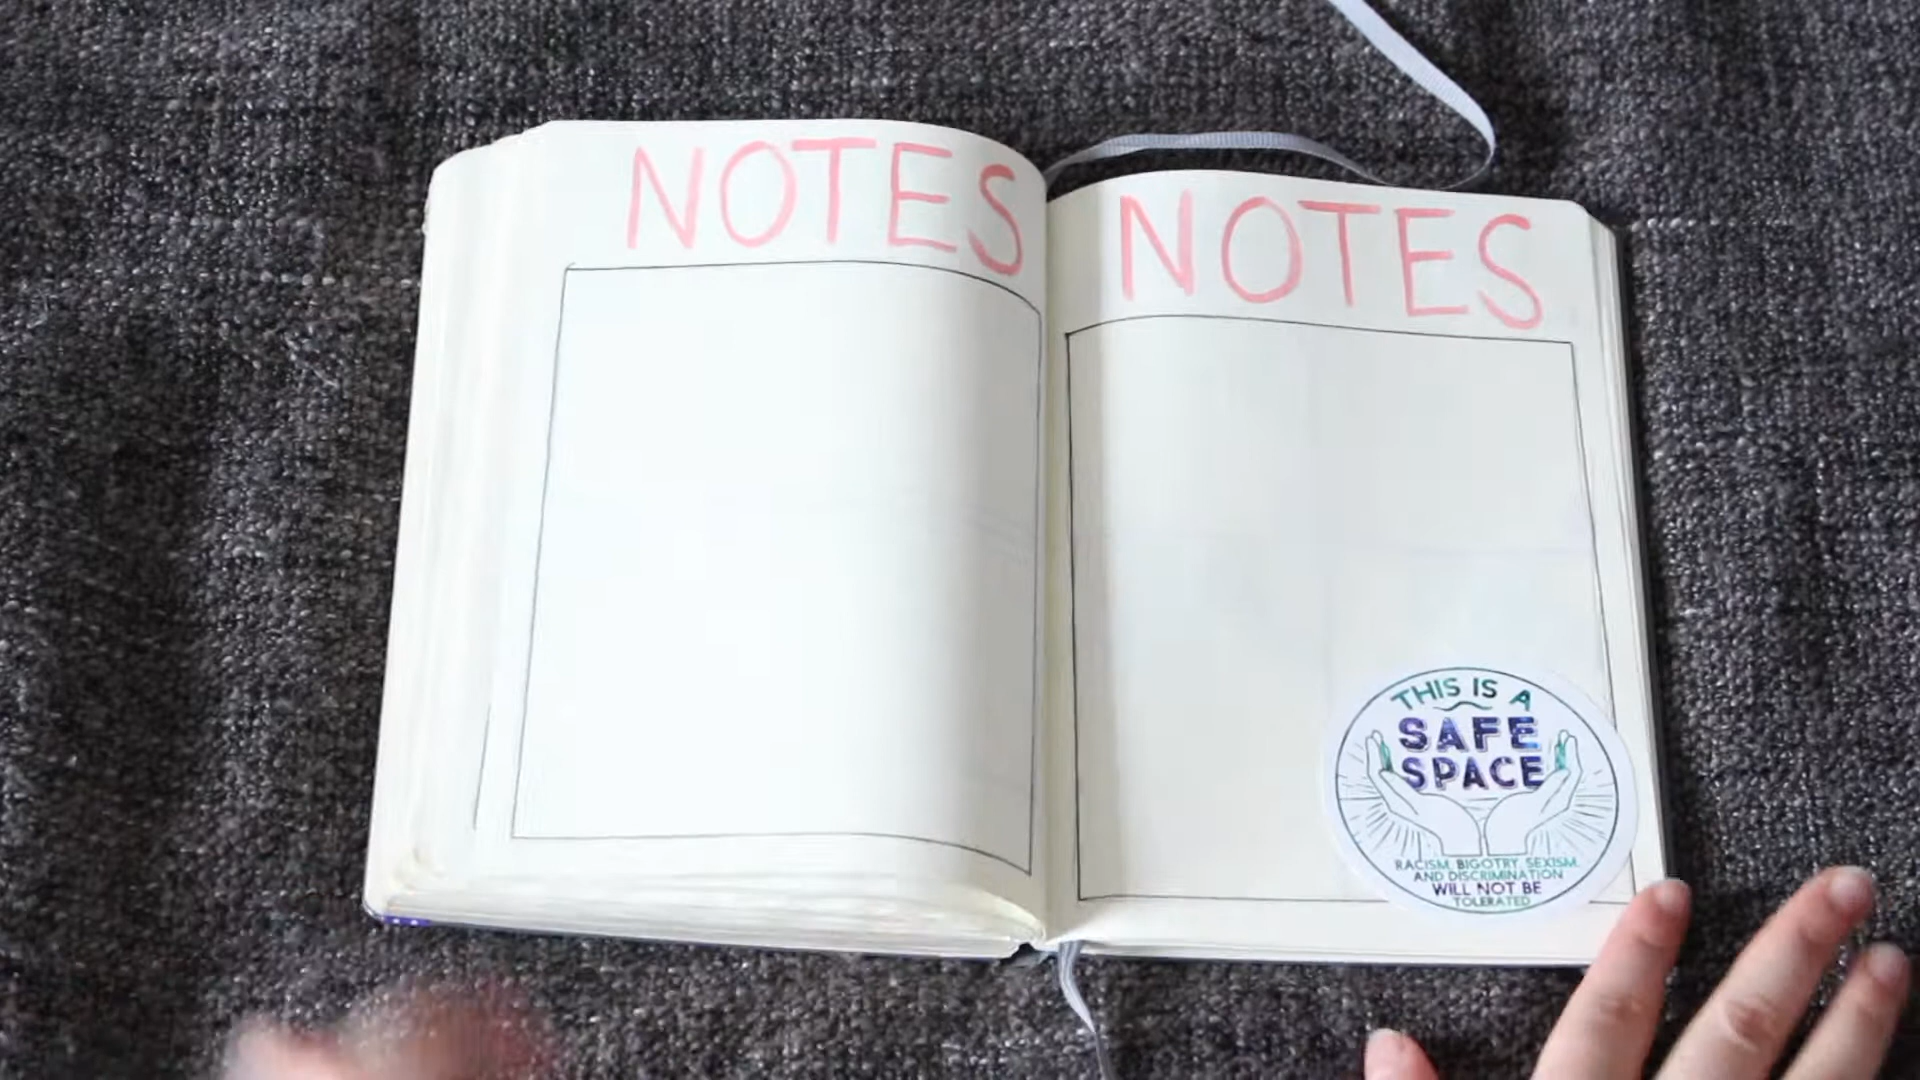 NOTES
NOTES
THIS IS A
SAFE
SPACE
RACISM, BIGOTRY, SEXISM,
AND DISCRIMINATION
WILL NOT BE
TOLERATED